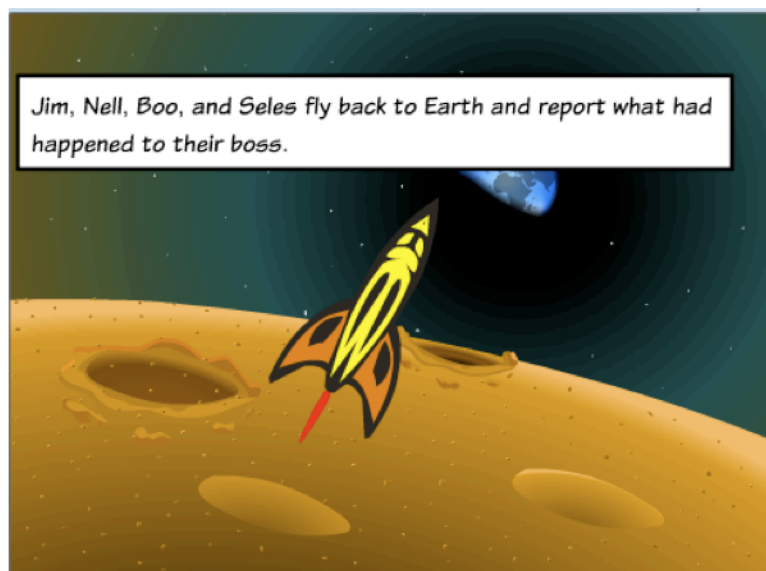 Jim, Nell, Boo, and Seles fly back to Earth and report what had
happened to their boss.